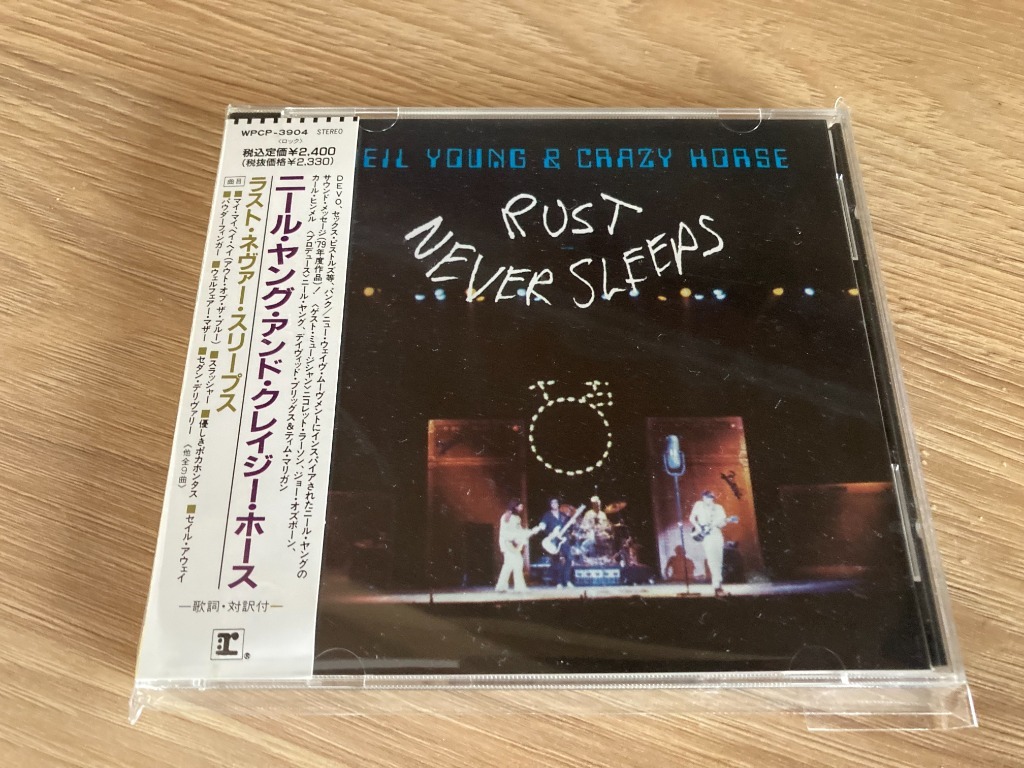 WPCP-3904 STEREO
〈ロック〉
税込定価¥2,400
(税抜価格¥2,330)
DEVO、セックス・ピストルズ等、パンク/ニュー・ウェイヴ・ムーヴメントにインスパイアされたニール・ヤングの
サウンド・メッセージ('79年度作品)! 〈ゲスト・ミュージシャン〉ニコレット・ラーソン、ジョー・オズボーン、
カール・ヒンメル 〈プロデュース〉ニール・ヤング、デイヴィッド・ブリッグス&ティム・マリガン
ニール・ヤング・アンド・クレイジー・ホース
ラスト・ネヴァー・スリープス
曲目
■マイ・マイ、ヘイ・ヘイ(アウト・オブ・ザ・ブルー) ■スラッシャー ■優しきポカホンタス ■セイル・アウェイ
■パウダーフィンガー ■ウェルフェアー・マザー ■セダン・デリヴァリー 〈他全9曲〉
—歌詞・対訳付—
r
®
EIL YOUNG & CRAZY HORSE
RUST
NEVER SLEEPS